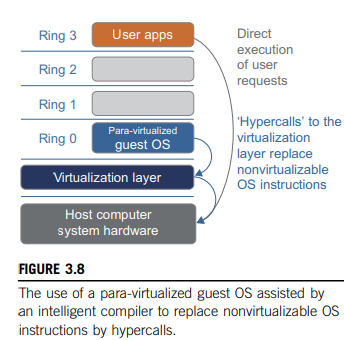 Ring 3
User apps
Direct
execution
of user
requests
Ring 2
Ring 1
Ring 0
Para-virtualized
guest OS
'Hypercalls' to the
virtualization
layer replace
nonvirtualizable
OS instructions
Virtualization layer
Host computer
system hardware
FIGURE 3.8
The use of a para-virtualized guest OS assisted by
an intelligent compiler to replace nonvirtualizable OS
instructions by hypercalls.